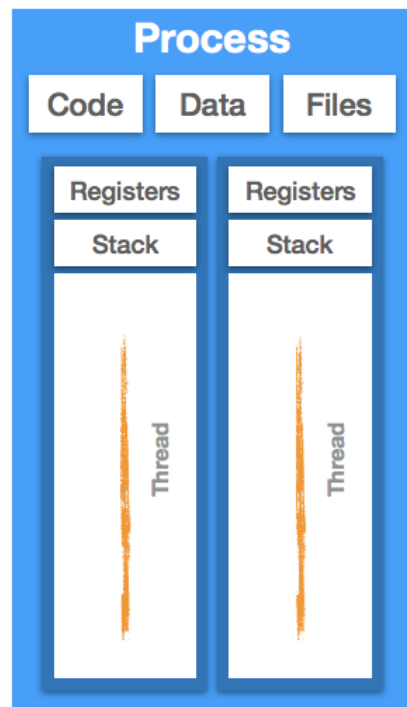 Process
Code Data Files
Registers Registers
Stack Stack
Thread Thread